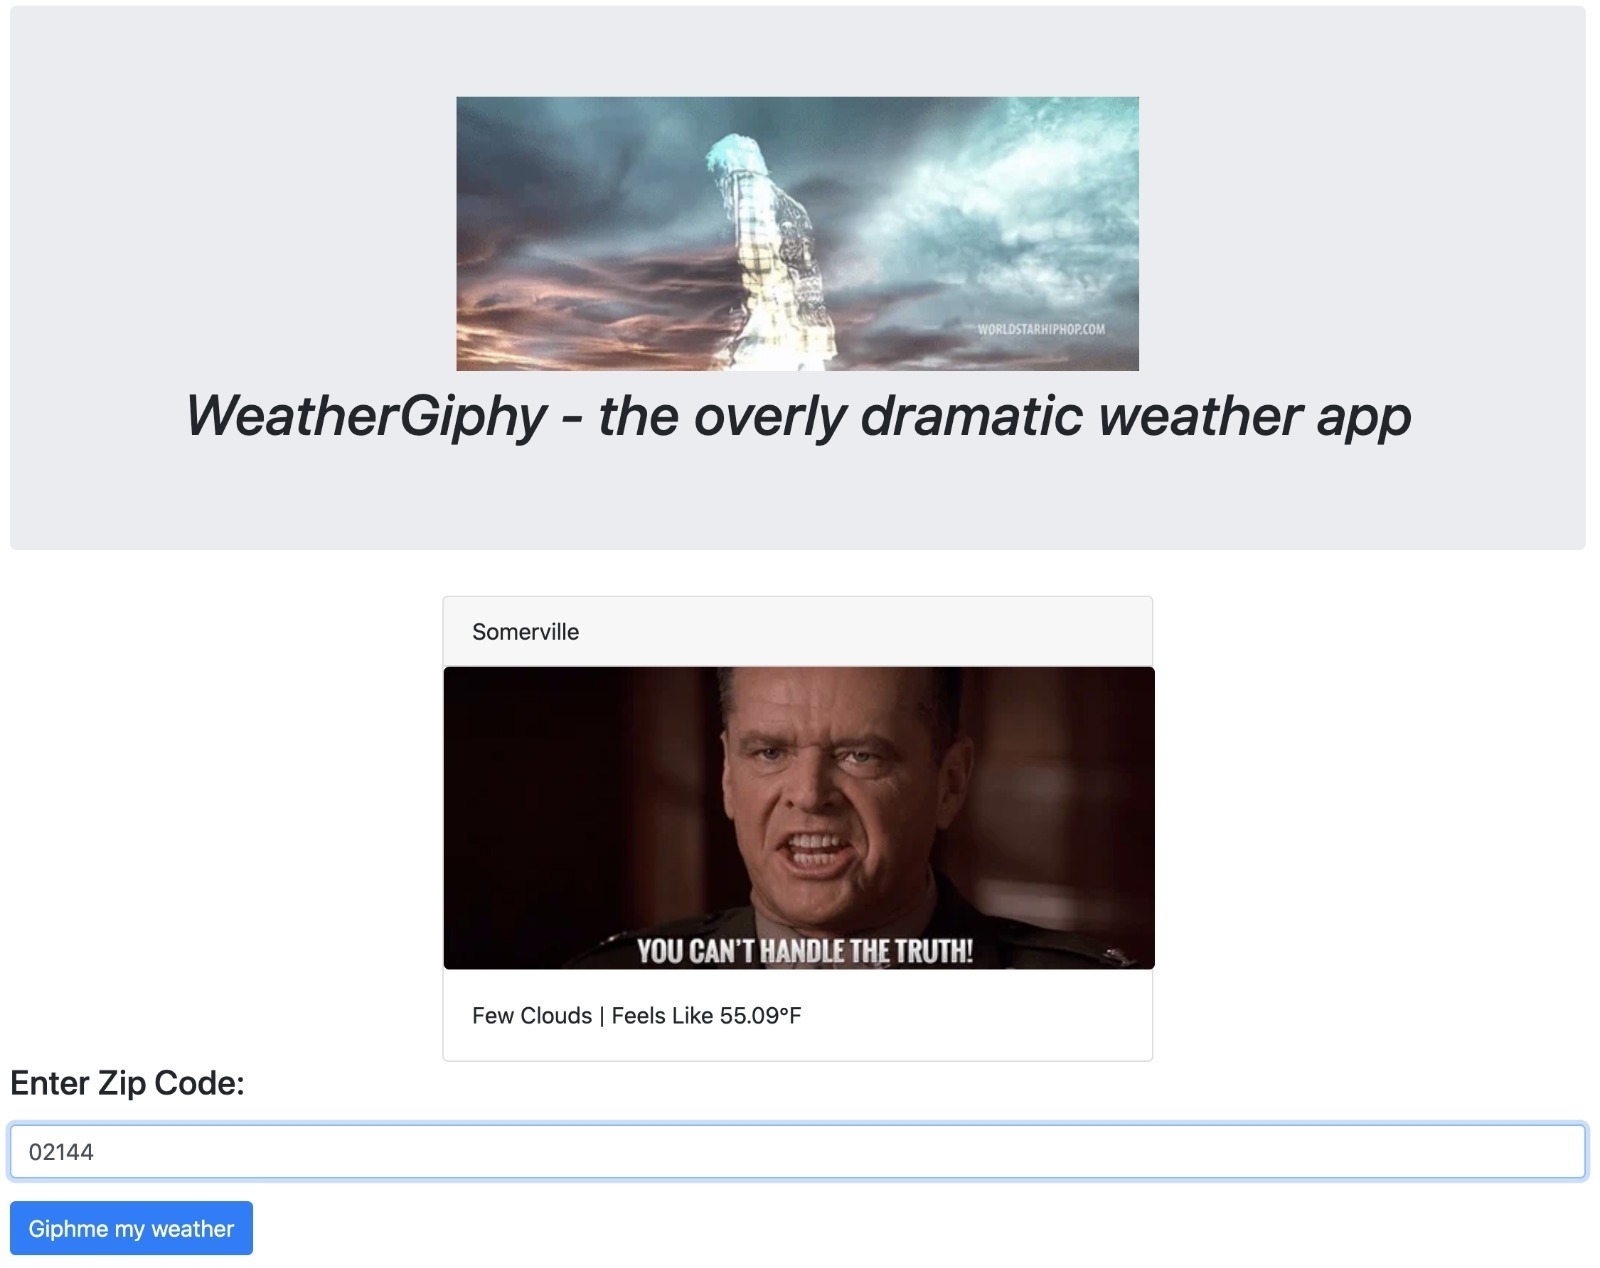 WORLDSTARHIPHOP.COM
WeatherGiphy - the overly dramatic weather app
Somerville
YOU CAN'T HANDLE THE TRUTH!
Few Clouds | Feels Like 55.09°F
Enter Zip Code:
02144
Giphme my weather